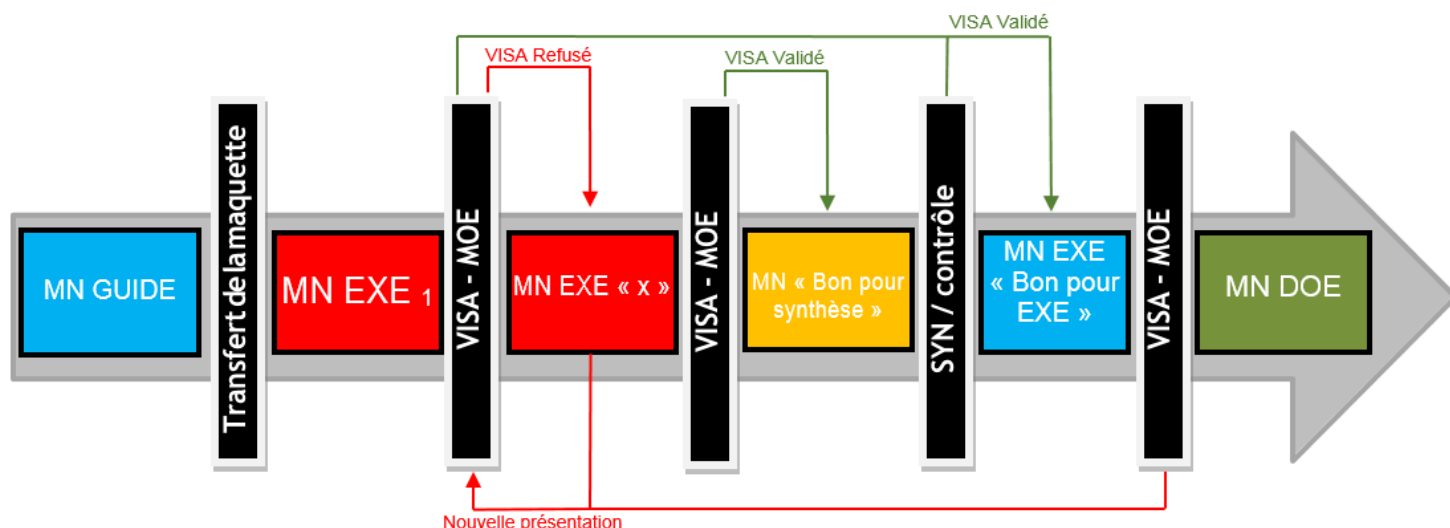 VISA Validé
VISA Refusé
VISA Validé
MN GUIDE
Transfert de la maquette
MN EXE 1
VISA - MOE
MN EXE « x »
VISA - MOE
MN « Bon pour
synthèse »
SYN / contrôle
MN EXE
« Bon pour
EXE »
VISA - MOE
MN DOE
Nouvelle présentation